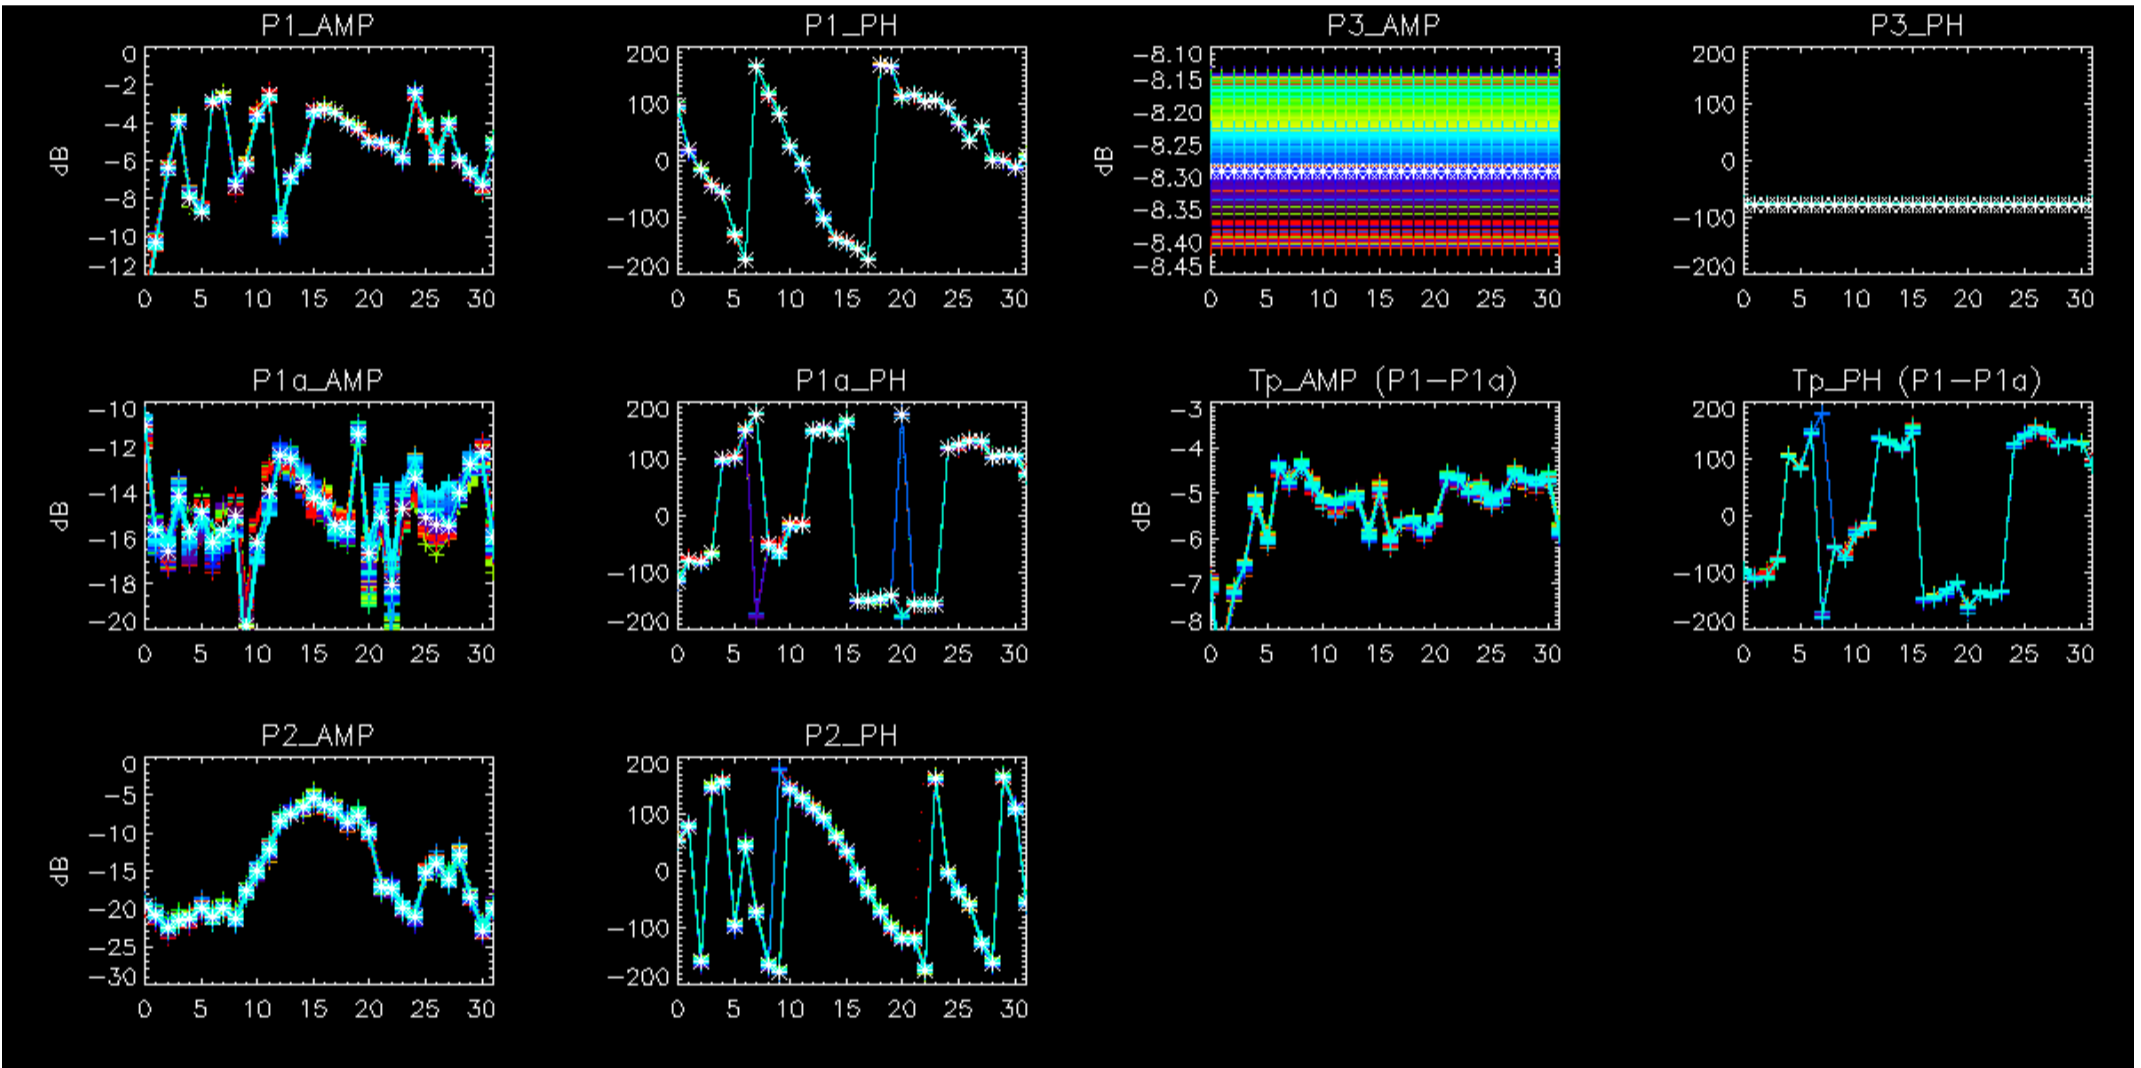 P1_AMP
0
-2
-4
-6
-8
-10
-12
dB
0 5 10 15 20 25 30
P1_PH
200
100
0
-100
-200
0 5 10 15 20 25 30
P3_AMP
-8.10
-8.15
-8.20
-8.25
-8.30
-8.35
-8.40
-8.45
dB
0 5 10 15 20 25 30
P3_PH
200
100
0
-100
-200
0 5 10 15 20 25 30
P1a_AMP
-10
-12
-14
-16
-18
-20
dB
0 5 10 15 20 25 30
P1a_PH
200
100
0
-100
-200
0 5 10 15 20 25 30
Tp_AMP (P1-P1a)
-3
-4
-5
-6
-7
-8
dB
0 5 10 15 20 25 30
Tp_PH (P1-P1a)
200
100
0
-100
-200
0 5 10 15 20 25 30
P2_AMP
0
-5
-10
-15
-20
-25
-30
dB
0 5 10 15 20 25 30
P2_PH
200
100
0
-100
-200
0 5 10 15 20 25 30